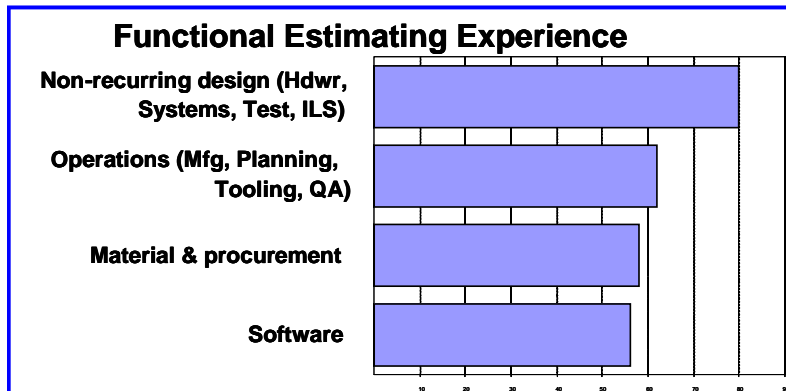 Functional Estimating Experience
Non-recurring design (Hdwr,
Systems, Test, ILS)
Operations (Mfg, Planning,
Tooling, QA)
Material & procurement
Software
10 20 30 40 50 60 70 80 90